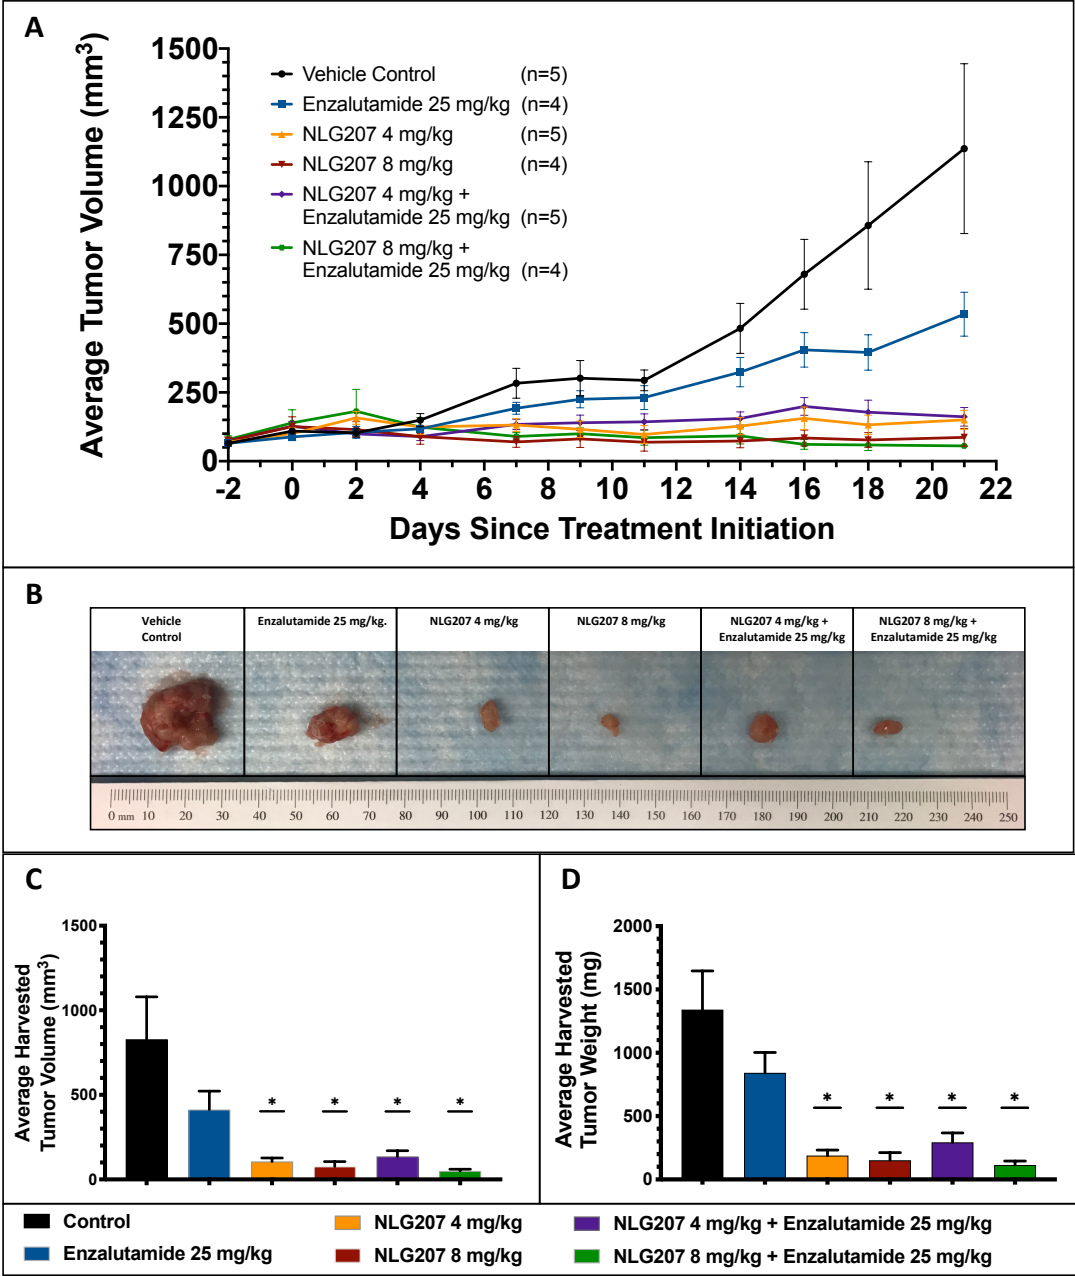 A
Average Tumor Volume (mm³)
1500
1250
1000
750
500
250
0
Vehicle Control (n=5)
Enzalutamide 25 mg/kg (n=4)
NLG207 4 mg/kg (n=5)
NLG207 8 mg/kg (n=4)
NLG207 4 mg/kg +
Enzalutamide 25 mg/kg (n=5)
NLG207 8 mg/kg +
Enzalutamide 25 mg/kg (n=4)
-2 0 2 4 6 8 10 12 14 16 18 20 22
Days Since Treatment Initiation
B
Vehicle
Control
Enzalutamide 25 mg/kg.
NLG207 4 mg/kg
NLG207 8 mg/kg
NLG207 4 mg/kg +
Enzalutamide 25 mg/kg
NLG207 8 mg/kg +
Enzalutamide 25 mg/kg
0 mm 10 20 30 40 50 60 70 80 90 100 110 120 130 140 150 160 170 180 190 200 210 220 230 240 250
C
Average Harvested
Tumor Volume (mm³)
1500
1000
500
0
* * * *
D
Average Harvested
Tumor Weight (mg)
2000
1500
1000
500
0
* * * *
Control
NLG207 4 mg/kg
NLG207 4 mg/kg + Enzalutamide 25 mg/kg
Enzalutamide 25 mg/kg
NLG207 8 mg/kg
NLG207 8 mg/kg + Enzalutamide 25 mg/kg